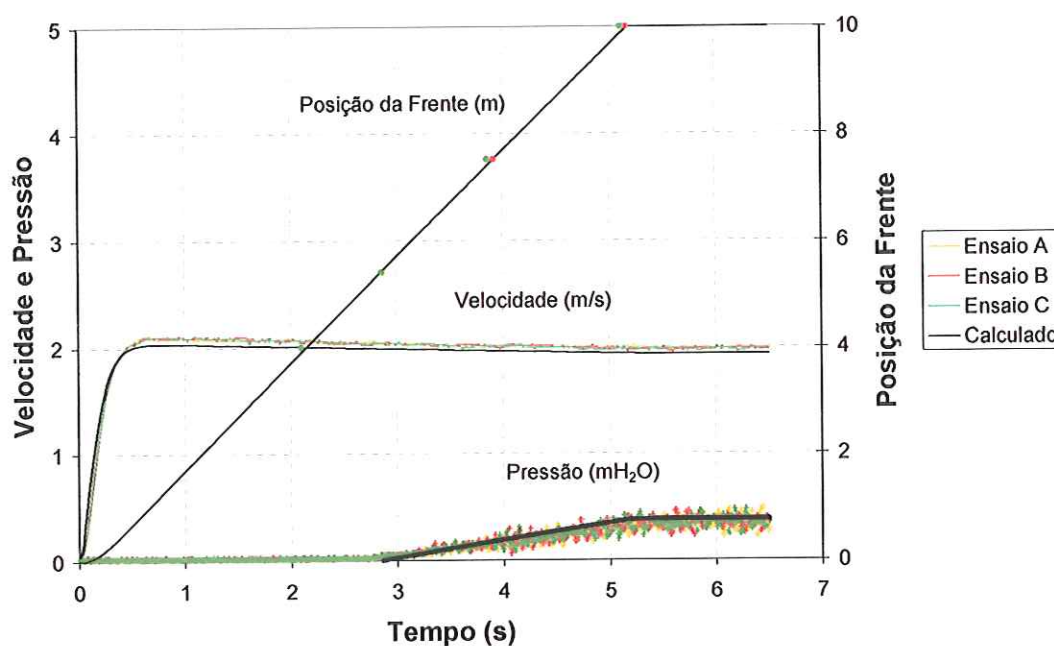 5
4
3
2
1
0
Velocidade e Pressão
Posição da Frente (m)
Velocidade (m/s)
Pressão (mH₂O)
10
8
6
4
2
0
Posição da Frente
0 1 2 3 4 5 6 7
Tempo (s)
Ensaio A
Ensaio B
Ensaio C
Calculado